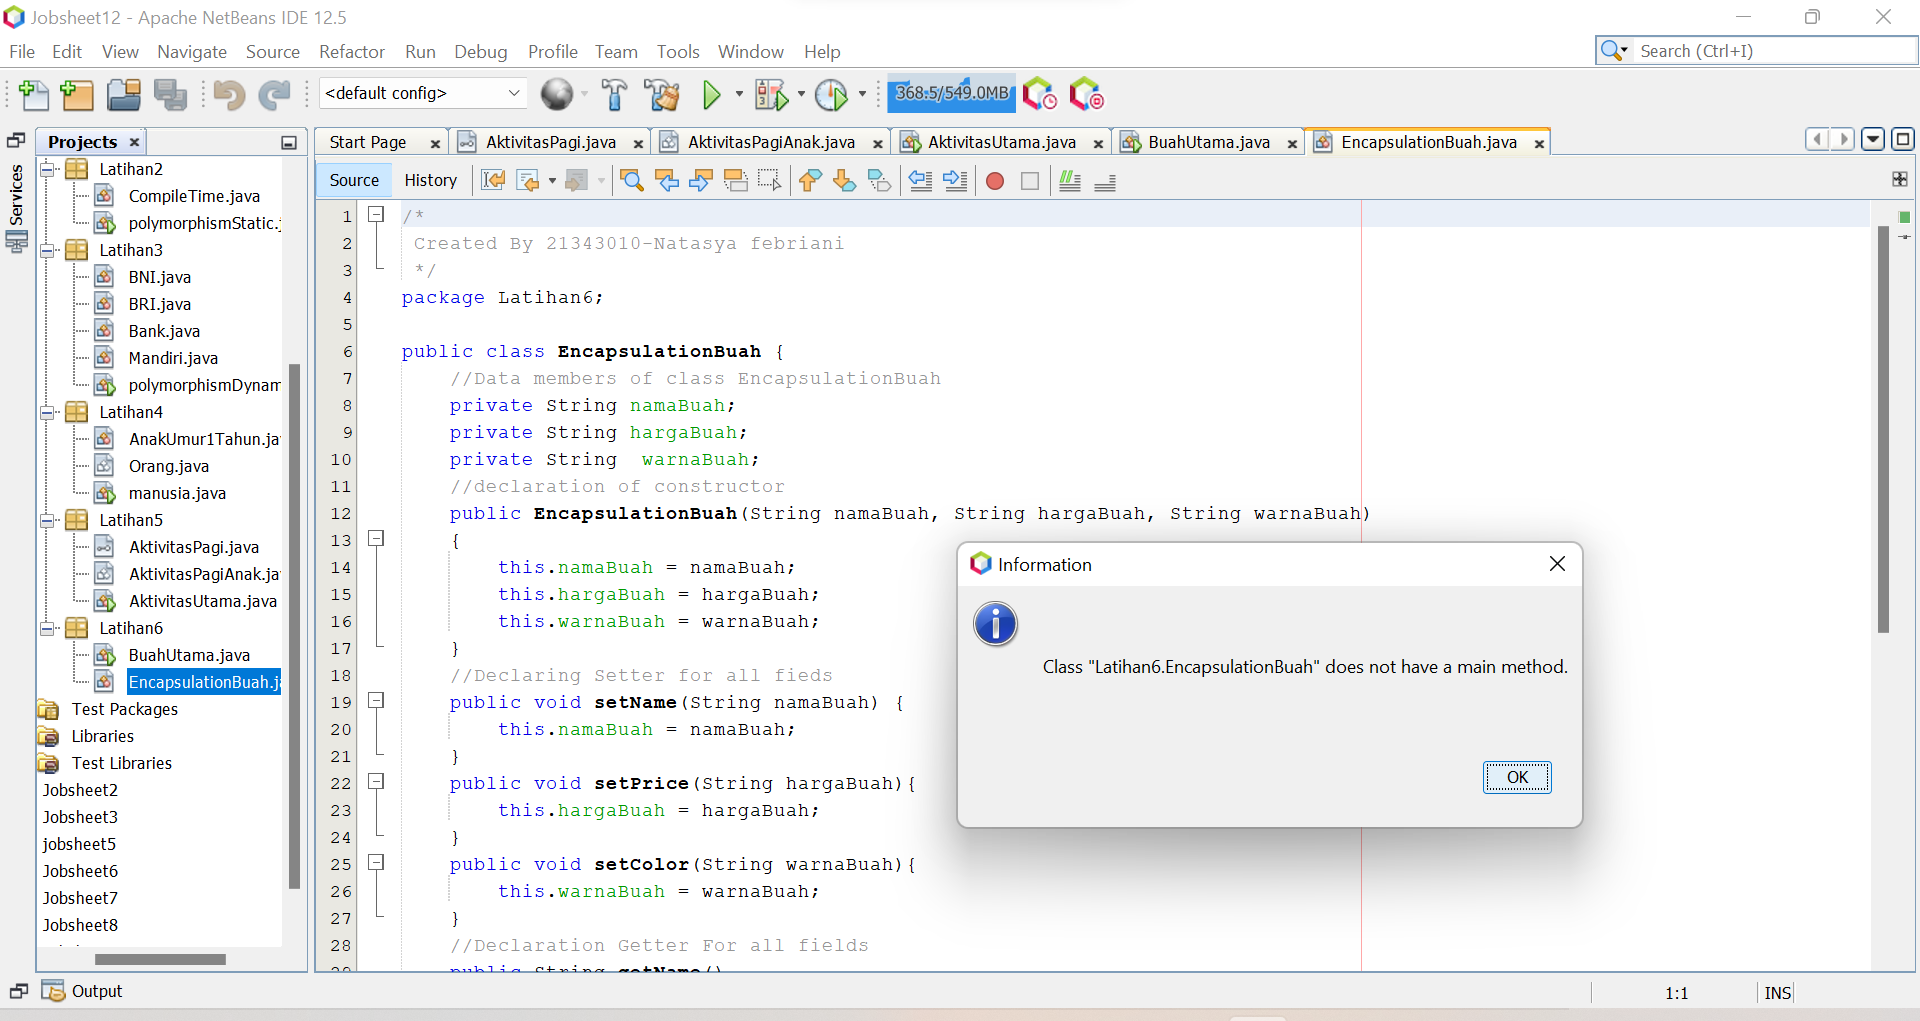 Jobsheet12 - Apache NetBeans IDE 12.5
File Edit View Navigate Source Refactor Run Debug Profile Team Tools Window Help
Search (Ctrl+I)
<default config>
368.5/549.0MB
Services
Projects
Latihan2
CompileTime.java
polymorphismStatic.j
Latihan3
BNI.java
BRI.java
Bank.java
Mandiri.java
polymorphismDynam
Latihan4
AnakUmur1Tahun.ja
Orang.java
manusia.java
Latihan5
AktivitasPagi.java
AktivitasPagiAnak.ja
AktivitasUtama.java
Latihan6
BuahUtama.java
EncapsulationBuah.ja
Test Packages
Libraries
Test Libraries
Jobsheet2
Jobsheet3
jobsheet5
Jobsheet6
Jobsheet7
Jobsheet8
Start Page AktivitasPagi.java AktivitasPagiAnak.java AktivitasUtama.java BuahUtama.java EncapsulationBuah.java
Source History
1 /*
2 Created By 21343010-Natasya febriani
3 */
4 package Latihan6;
5
6 public class EncapsulationBuah {
7 //Data members of class EncapsulationBuah
8 private String namaBuah;
9 private String hargaBuah;
10 private String  warnaBuah;
11 //declaration of constructor
12 public EncapsulationBuah(String namaBuah, String hargaBuah, String warnaBuah)
13 {
14 this.namaBuah = namaBuah;
15 this.hargaBuah = hargaBuah;
16 this.warnaBuah = warnaBuah;
17 }
18 //Declaring Setter for all fieds
19 public void setName(String namaBuah) {
20 this.namaBuah = namaBuah;
21 }
22 public void setPrice(String hargaBuah){
23 this.hargaBuah = hargaBuah;
24 }
25 public void setColor(String warnaBuah){
26 this.warnaBuah = warnaBuah;
27 }
28 //Declaration Getter For all fields
29 public String getName()
Information
Class "Latihan6.EncapsulationBuah" does not have a main method.
OK
Output
1:1 INS